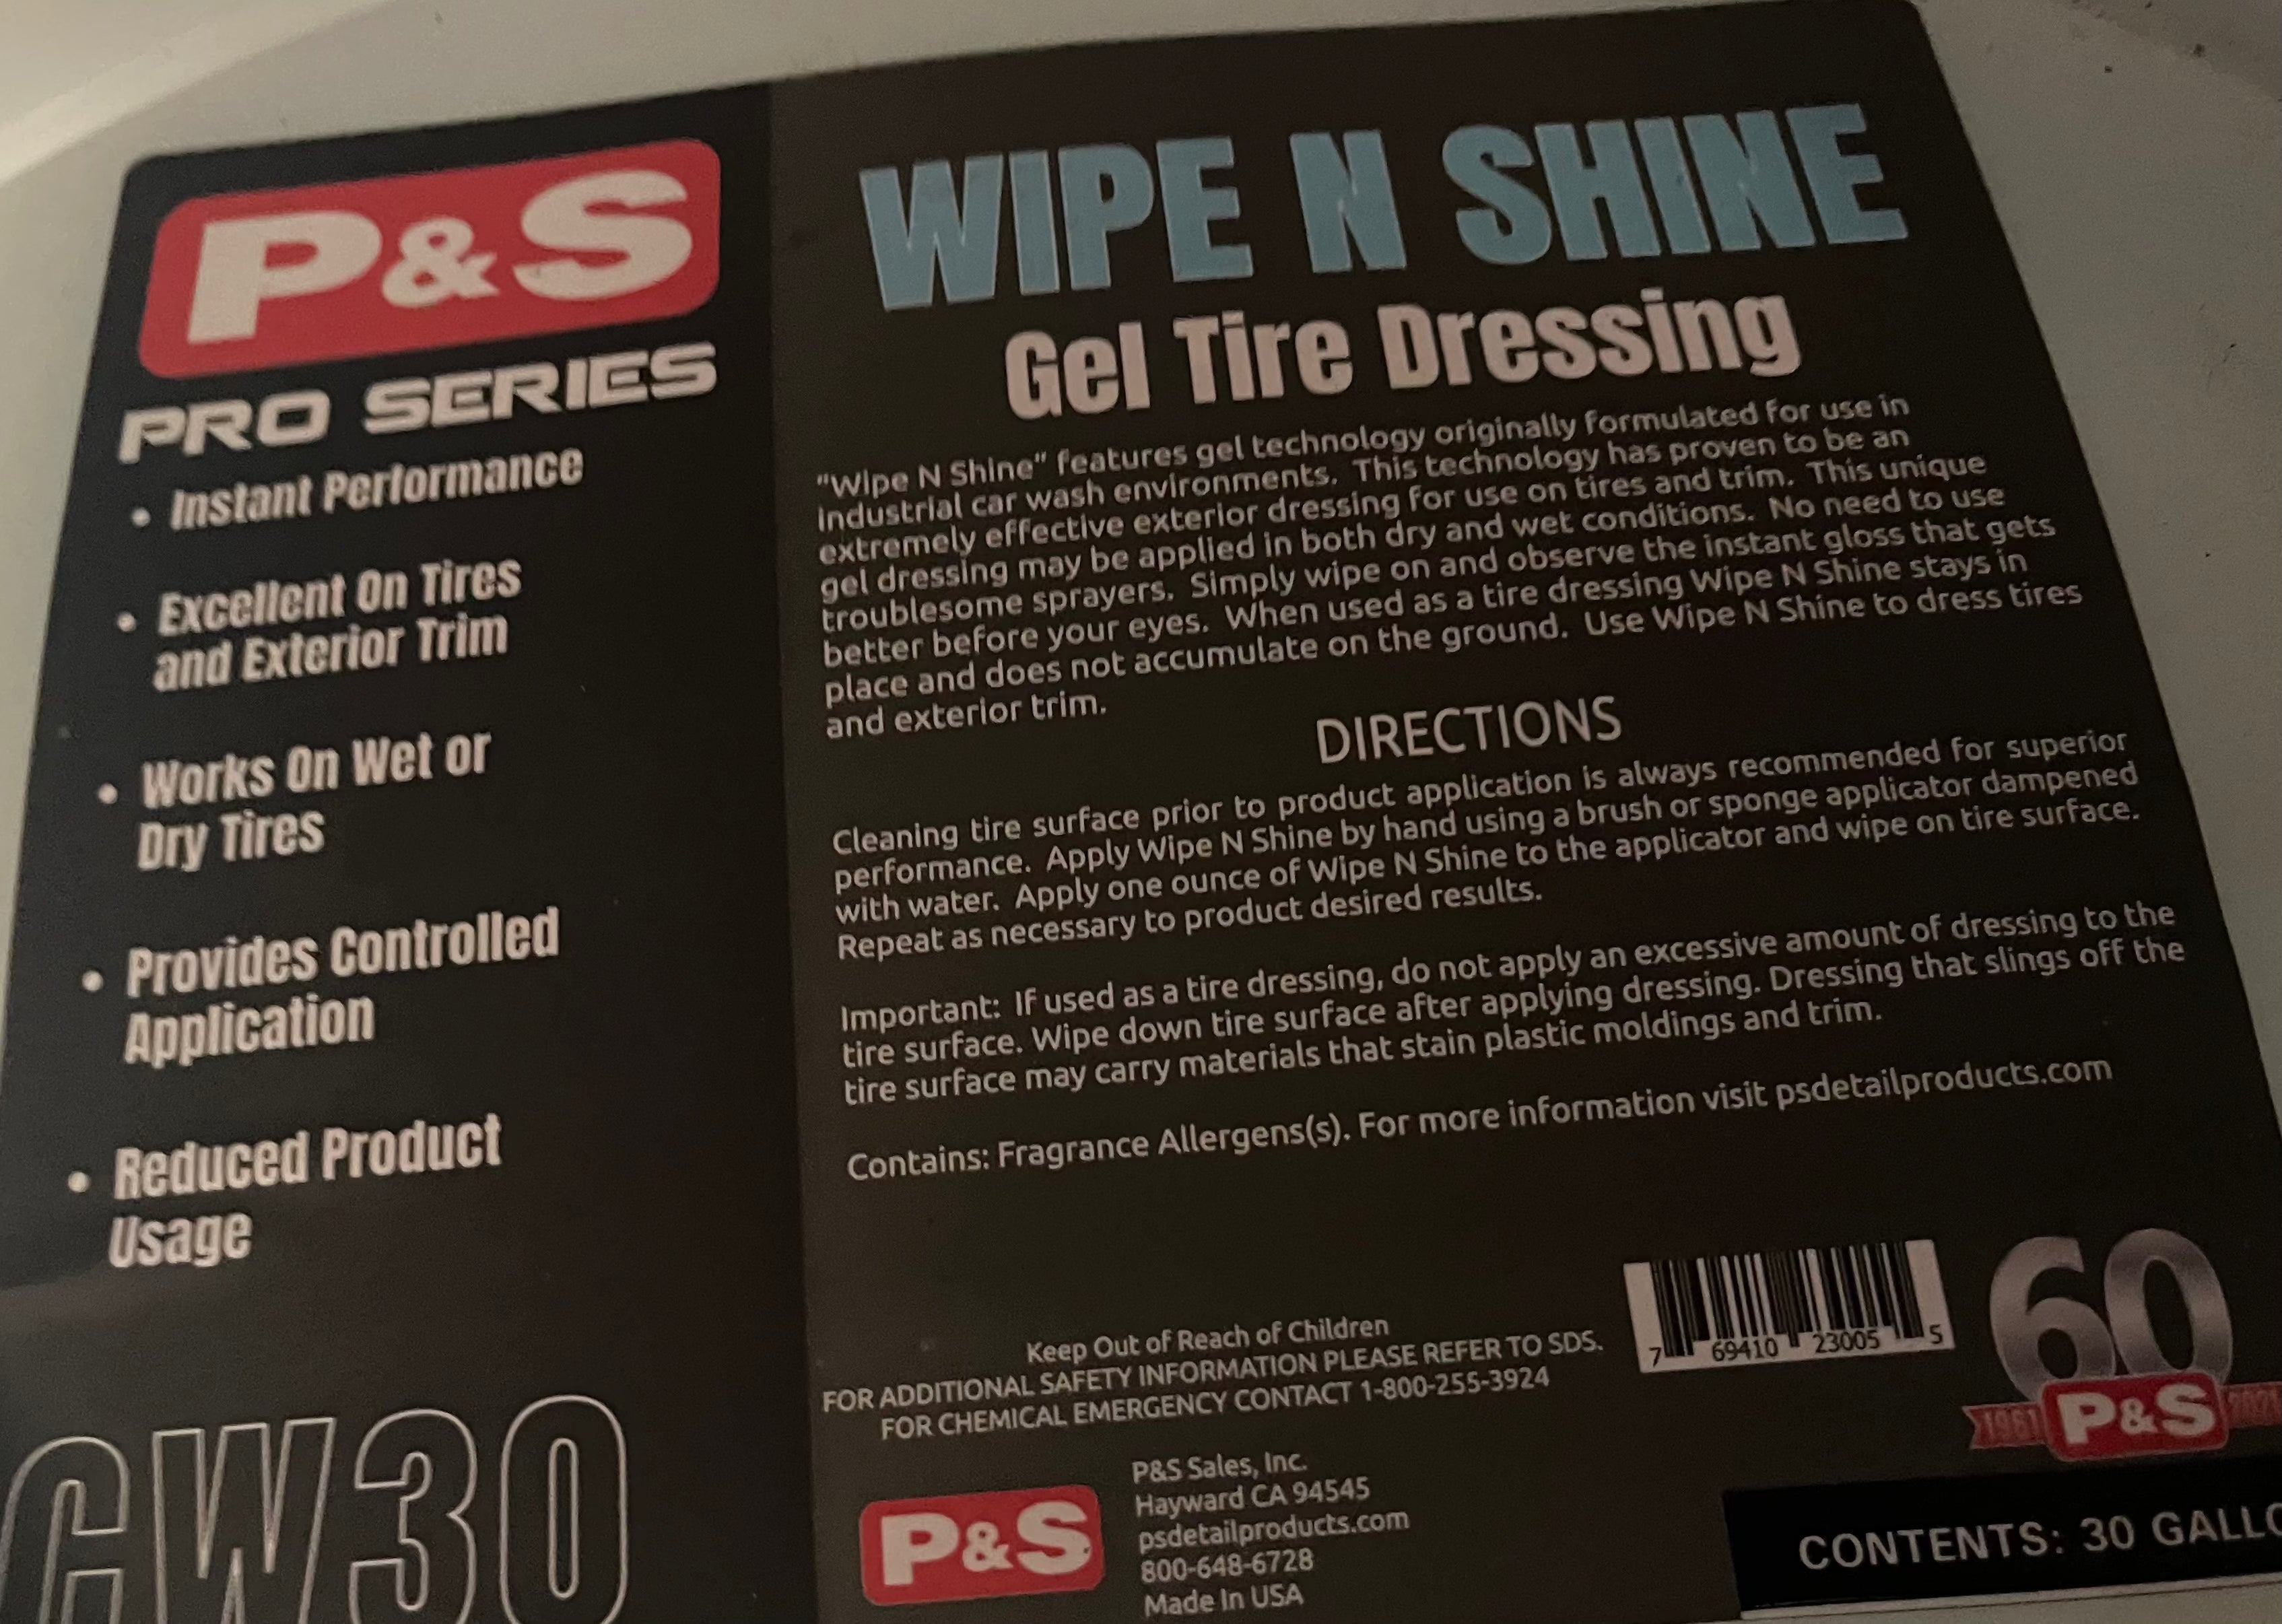 P&S
PRO SERIES
• Instant Performance
• Excellent On Tires
and Exterior Trim
• Works On Wet or
Dry Tires
• Provides Controlled
Application
• Reduced Product
Usage
CW30
WIPE N SHINE
Gel Tire Dressing
"Wipe N Shine" features gel technology originally formulated for use in
industrial car wash environments. This technology has proven to be an
extremely effective exterior dressing for use on tires and trim. This unique
gel dressing may be applied in both dry and wet conditions. No need to use
troublesome sprayers. Simply wipe on and observe the instant gloss that gets
better before your eyes. When used as a tire dressing Wipe N Shine stays in
place and does not accumulate on the ground. Use Wipe N Shine to dress tires
and exterior trim.
DIRECTIONS
Cleaning tire surface prior to product application is always recommended for superior
performance. Apply Wipe N Shine by hand using a brush or sponge applicator dampened
with water. Apply one ounce of Wipe N Shine to the applicator and wipe on tire surface.
Repeat as necessary to product desired results.
Important: If used as a tire dressing, do not apply an excessive amount of dressing to the
tire surface. Wipe down tire surface after applying dressing. Dressing that slings off the
tire surface may carry materials that stain plastic moldings and trim.
Contains: Fragrance Allergens(s). For more information visit psdetailproducts.com
Keep Out of Reach of Children
FOR ADDITIONAL SAFETY INFORMATION PLEASE REFER TO SDS.
FOR CHEMICAL EMERGENCY CONTACT 1-800-255-3924
7 69410 23005 5
60
1961 P&S 2021
P&S
P&S Sales, Inc.
Hayward CA 94545
psdetailproducts.com
800-648-6728
Made In USA
CONTENTS: 30 GALLO